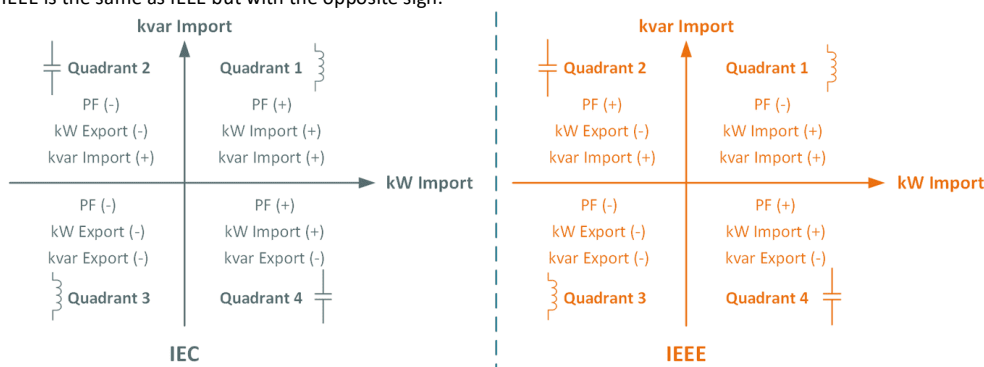 IEEE is the same as IEEE but with the opposite sign.
kvar Import
Quadrant 2
Quadrant 1
PF (-)
PF (+)
kW Export (-)
kW Import (+)
kvar Import (+)
kvar Import (+)
kW Import
PF (-)
PF (+)
kW Export (-)
kW Import (+)
kvar Export (-)
kvar Export (-)
Quadrant 3
Quadrant 4
IEC
kvar Import
Quadrant 2
Quadrant 1
PF (+)
PF (-)
kW Export (-)
kW Import (+)
kvar Import (+)
kvar Import (+)
kW Import
PF (-)
PF (+)
kW Export (-)
kW Import (+)
kvar Export (-)
kvar Export (-)
Quadrant 3
Quadrant 4
IEEE